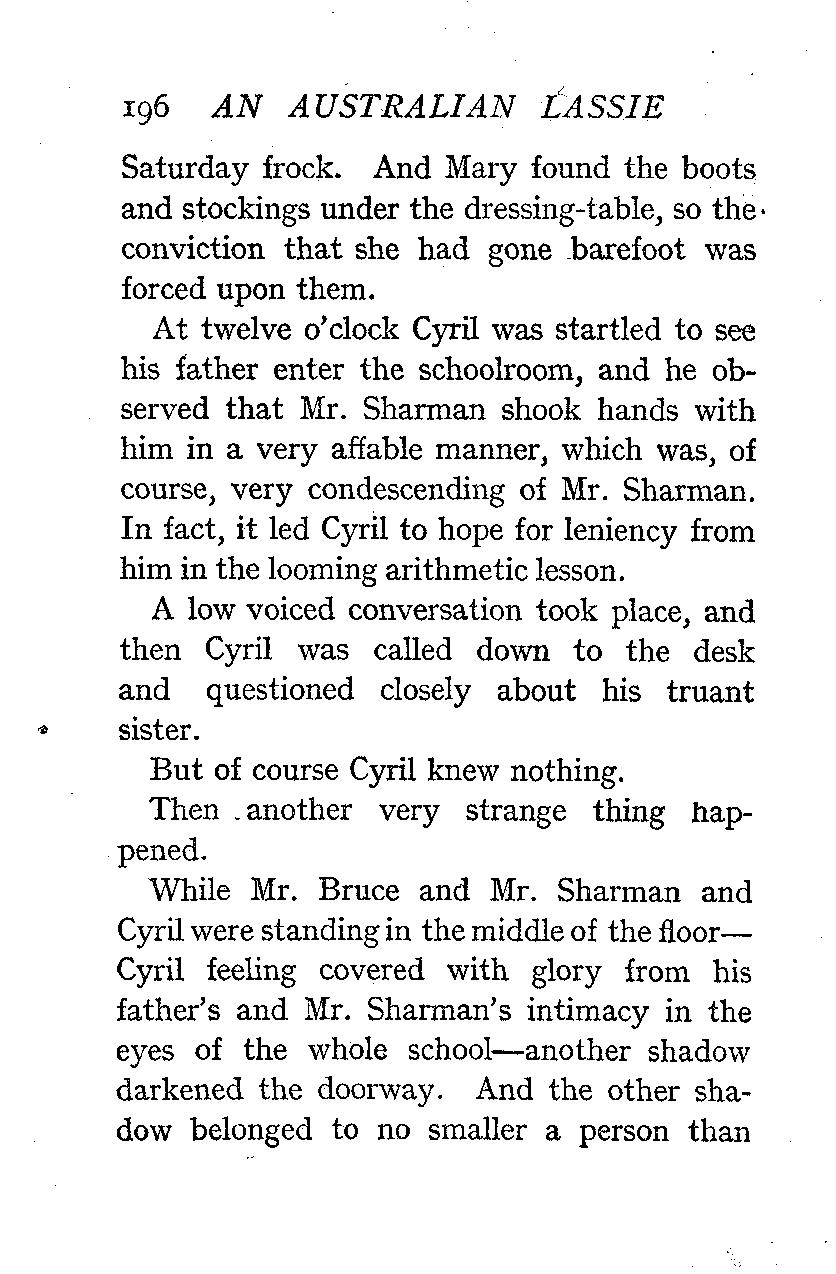 196 AN AUSTRALIAN LASSIE
Saturday frock. And Mary found the boots
and stockings under the dressing-table, so the
conviction that she had gone barefoot was
forced upon them.
At twelve o'clock Cyril was startled to see
his father enter the schoolroom, and he ob-
served that Mr. Sharman shook hands with
him in a very affable manner, which was, of
course, very condescending of Mr. Sharman.
In fact, it led Cyril to hope for leniency from
him in the looming arithmetic lesson.
A low voiced conversation took place, and
then Cyril was called down to the desk
and questioned closely about his truant
sister.
But of course Cyril knew nothing.
Then another very strange thing hap-
pened.
While Mr. Bruce and Mr. Sharman and
Cyril were standing in the middle of the floor—
Cyril feeling covered with glory from his
father's and Mr. Sharman's intimacy in the
eyes of the whole school—another shadow
darkened the doorway. And the other sha-
dow belonged to no smaller a person than